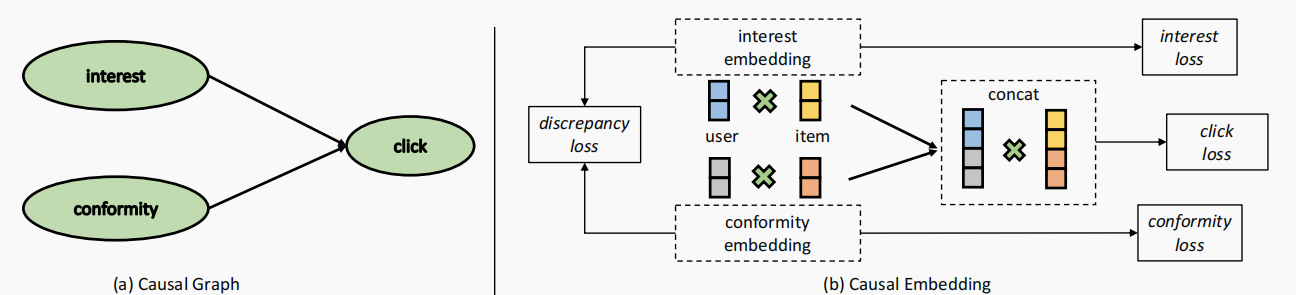 interest
conformity
click
(a) Causal Graph
interest
embedding
discrepancy
loss
user
item
conformity
embedding
concat
interest
loss
click
loss
conformity
loss
(b) Causal Embedding